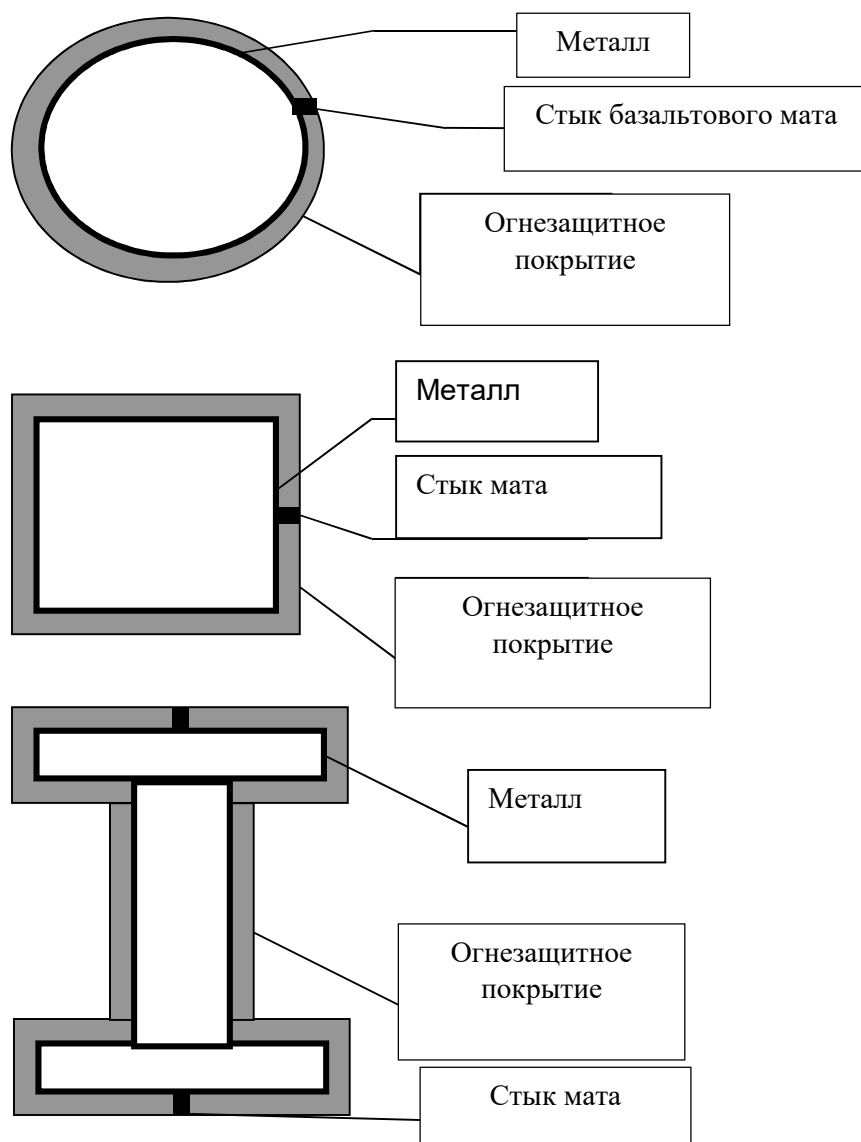 Металл
Стык базальтового мата
Огнезащитное
покрытие
Металл
Стык мата
Огнезащитное
покрытие
Металл
Огнезащитное
покрытие
Стык мата